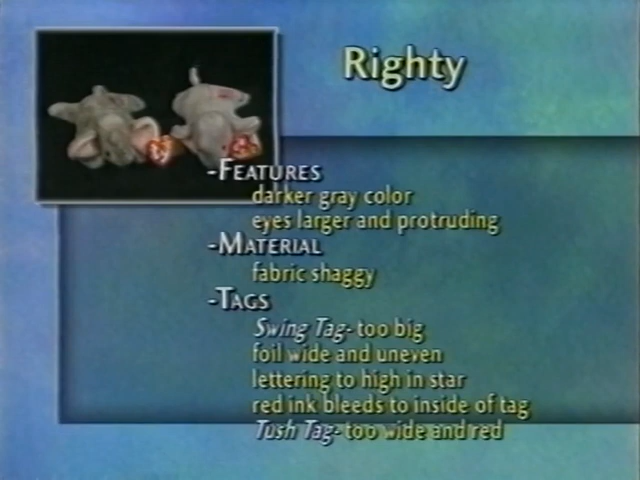 Righty
-FEATURES
darker gray color
eyes larger and protruding
-MATERIAL
fabric shaggy
-TAGS
Swing Tag- too big
foil wide and uneven
lettering to high in star
red ink bleeds to inside of tag
Tush Tag- too wide and red